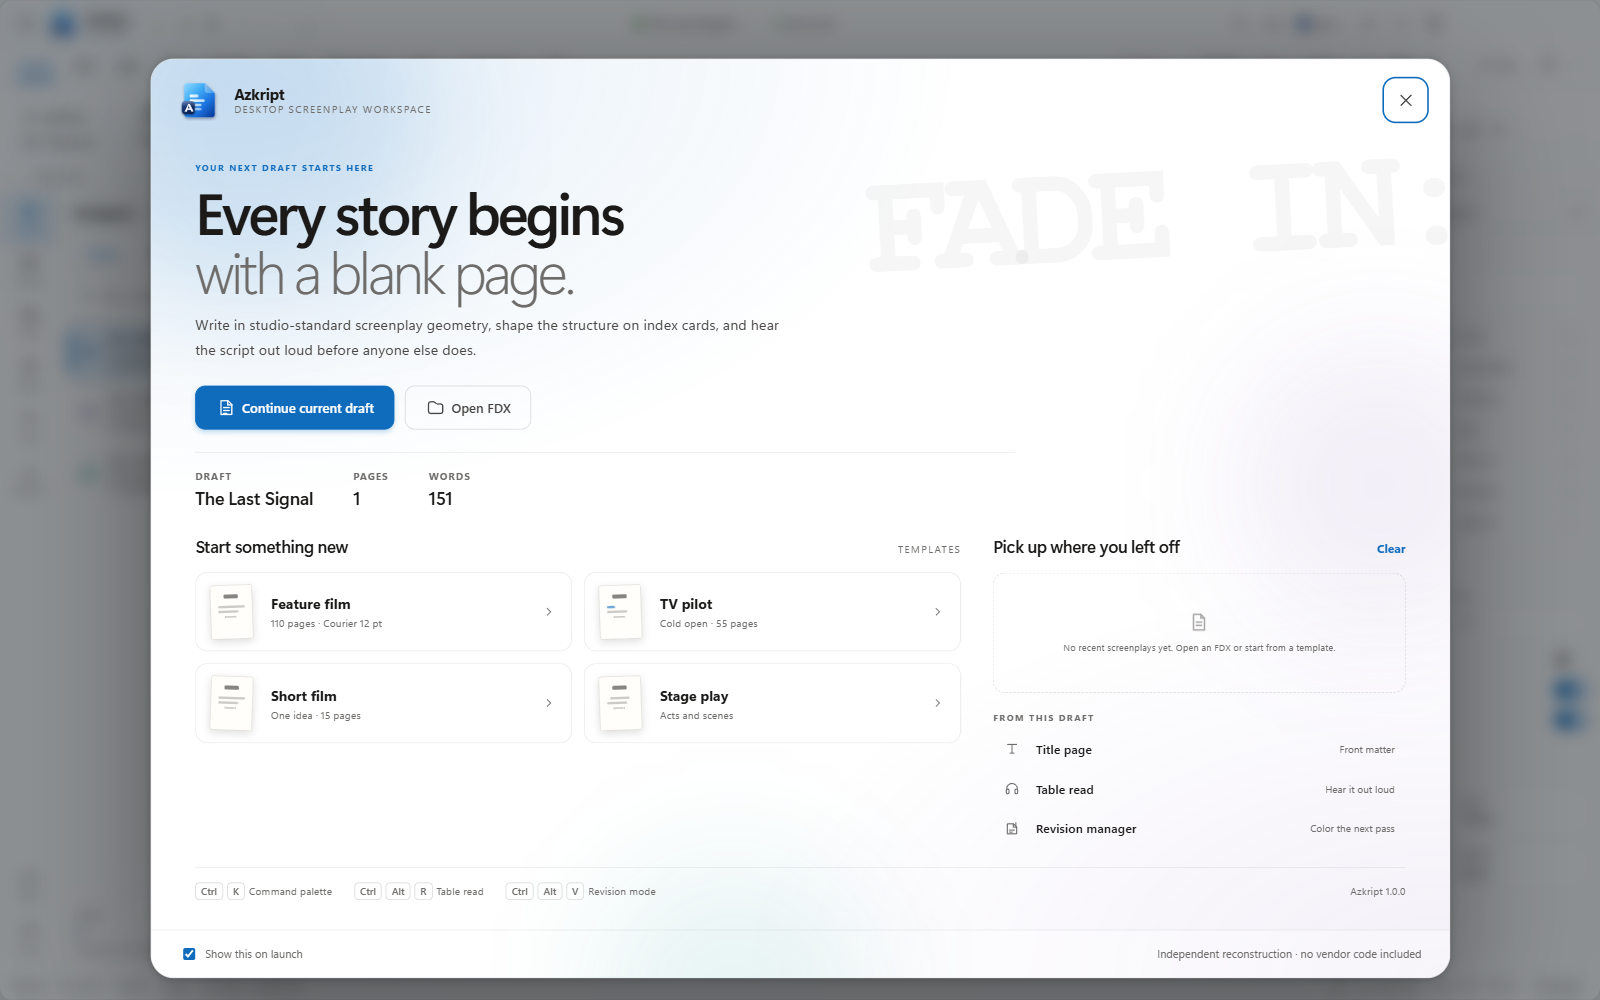 Azkript
DESKTOP SCREENPLAY WORKSPACE
YOUR NEXT DRAFT STARTS HERE
FADE IN:
Every story begins
with a blank page.
Write in studio-standard screenplay geometry, shape the structure on index cards, and hear
the script out loud before anyone else does.
Continue current draft
Open FDX
DRAFT PAGES WORDS
The Last Signal 1 151
Start something new
TEMPLATES
Feature film
110 pages · Courier 12 pt
TV pilot
Cold open · 55 pages
Short film
One idea · 15 pages
Stage play
Acts and scenes
Pick up where you left off
Clear
No recent screenplays yet. Open an FDX or start from a template.
FROM THIS DRAFT
Title page Front matter
Table read Hear it out loud
Revision manager Color the next pass
Ctrl K Command palette Ctrl Alt R Table read Ctrl Alt V Revision mode
Azkript 1.0.0
Show this on launch
Independent reconstruction · no vendor code included